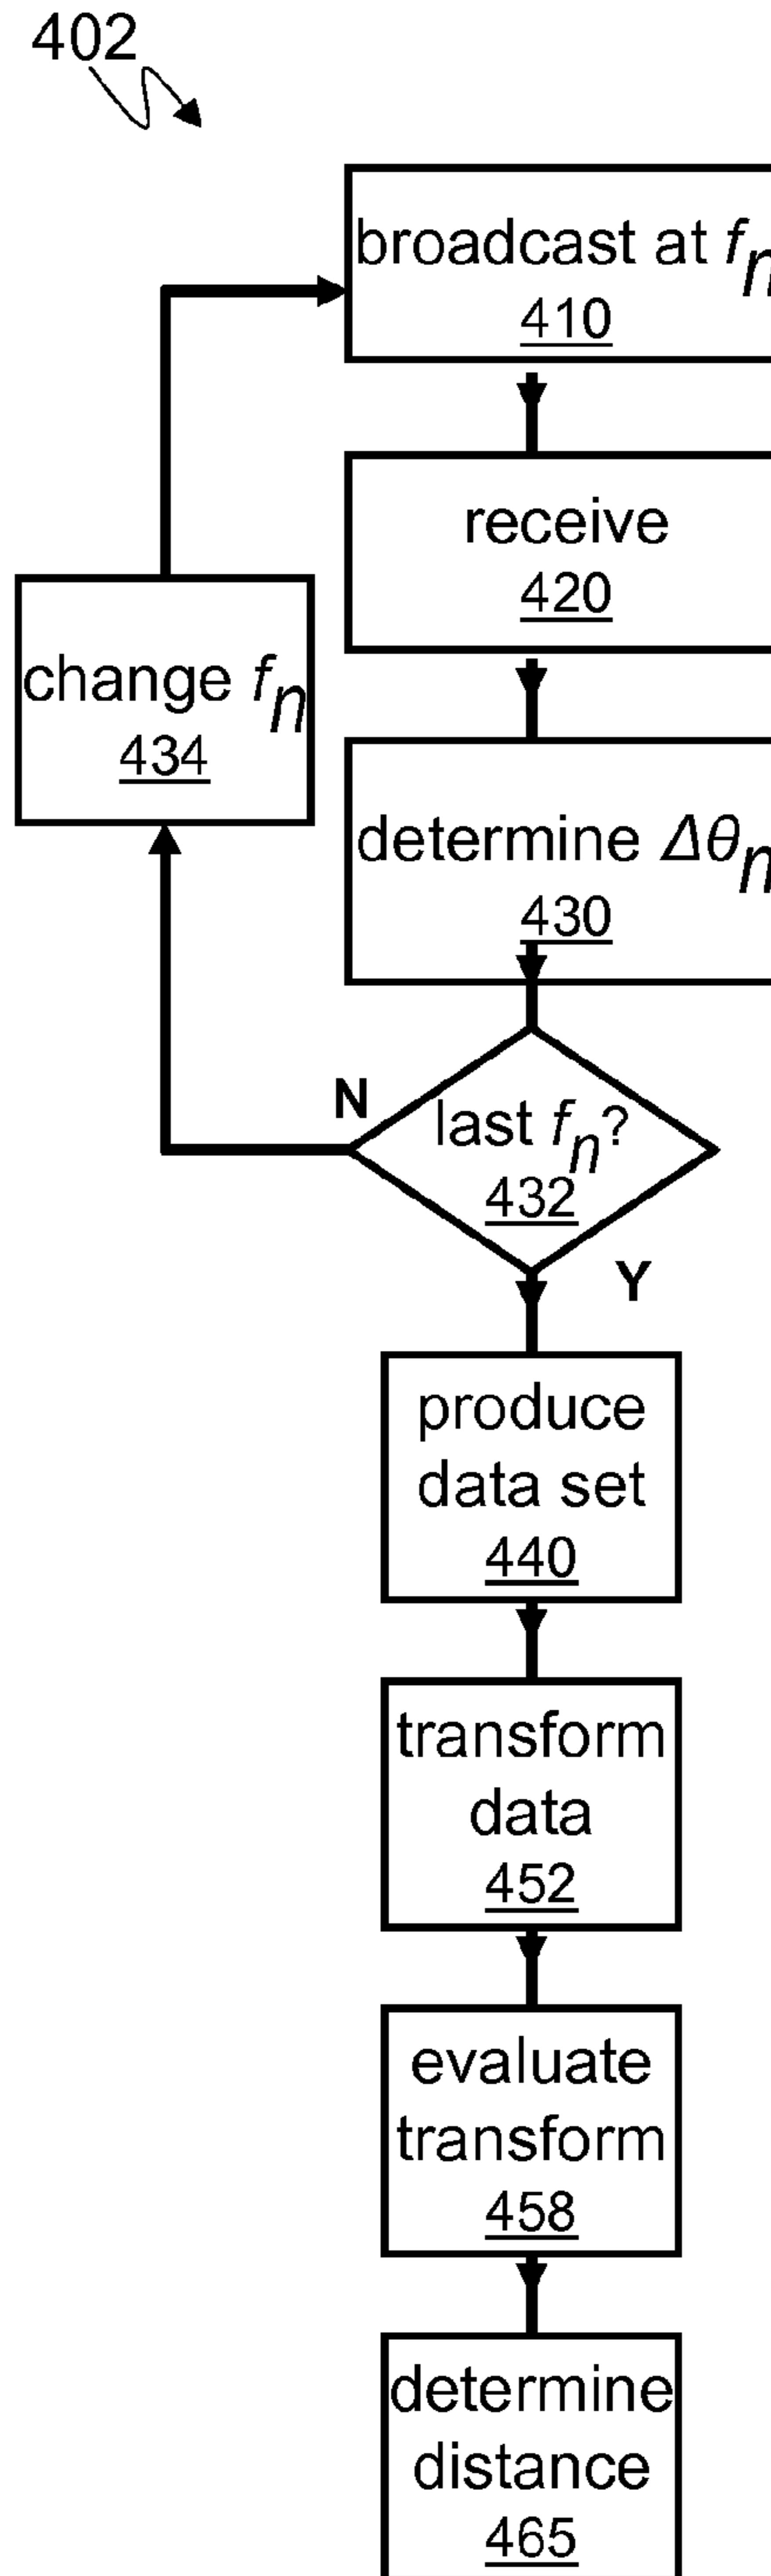 402
broadcast at fn
410
receive
420
change fn
434
determine Δθn
430
N
last fn?
432
Y
produce
data set
440
transform
data
452
evaluate
transform
458
determine
distance
465